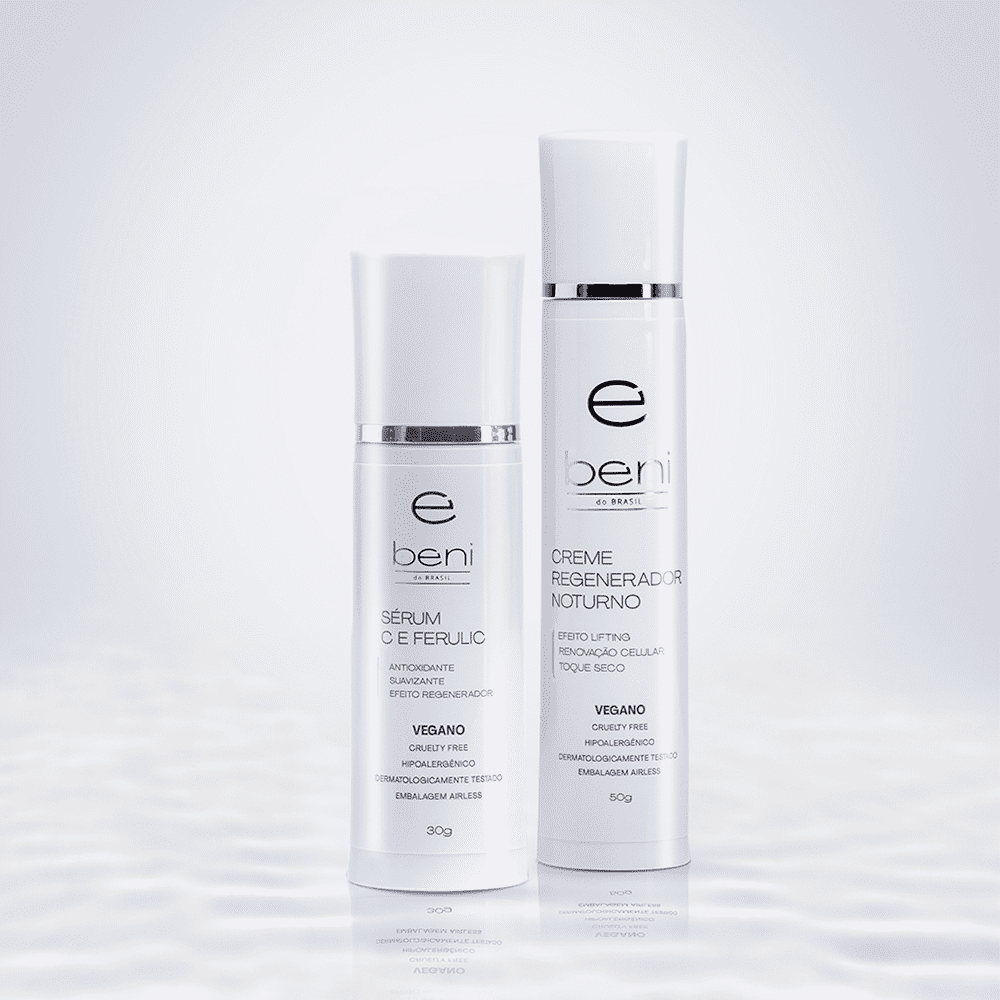 e
beni
do BRASIL
SÉRUM
C E FERULIC
ANTIOXIDANTE
SUAVIZANTE
EFEITO REGENERADOR
VEGANO
CRUELTY FREE
HIPOALERGÊNICO
DERMATOLOGICAMENTE TESTADO
EMBALAGEM AIRLESS
30g
e
beni
do BRASIL
CREME
REGENERADOR
NOTURNO
EFEITO LIFTING
RENOVAÇÃO CELULAR
TOQUE SECO
VEGANO
CRUELTY FREE
HIPOALERGÊNICO
DERMATOLOGICAMENTE TESTADO
EMBALAGEM AIRLESS
50g